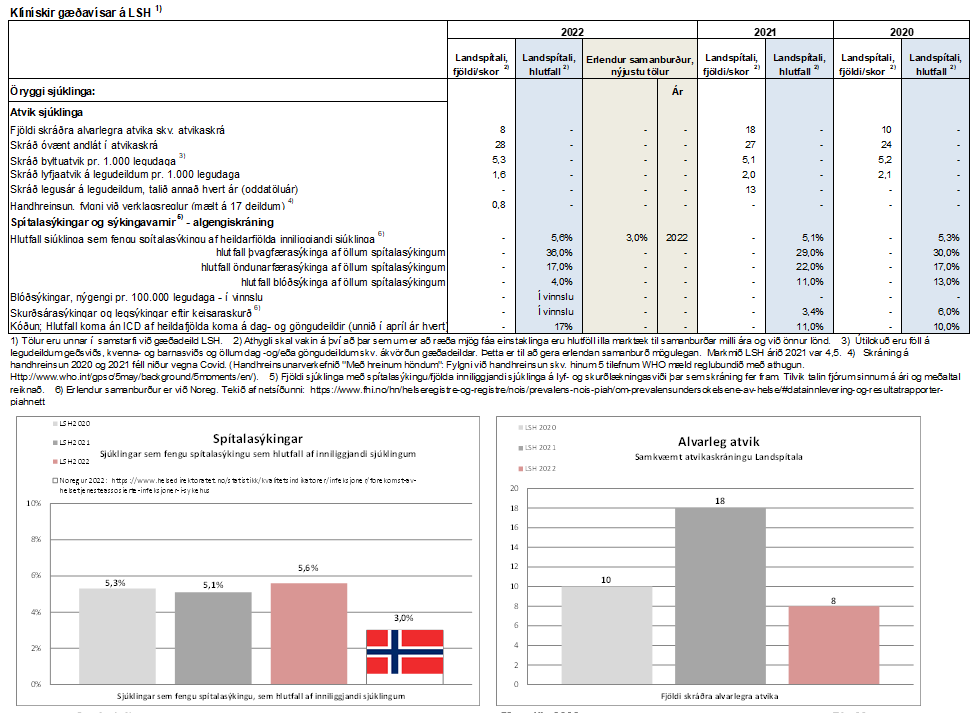 Klínískir gæðavísar á LSH 1)
2022 2021 2020
Landspítali, fjöldi/skor 2) Landspítali, hlutfall 2) Erlendur samanburður, nýjustu tölur Landspítali, fjöldi/skor 2) Landspítali, hlutfall 2) Landspítali, fjöldi/skor 2) Landspítali, hlutfall 2)
Öryggi sjúklinga: Ár
Atvik sjúklinga
Fjöldi skráðra alvarlegra atvika skv. atvikaskrá 8 - - - 18 - 10 -
Skráð óvænt andlát í atvikaskrá 28 - - - 27 - 24 -
Skráð byltuatvik pr. 1.000 legudaga 3) 5,3 - - - 5,1 - 5,2 -
Skráð lyfjaatvik á legudeildum pr. 1.000 legudaga 1,6 - - - 2,0 - 2,1 -
Skráð legusár á legudeildum, talið annað hvert ár (oddatöluár) - - - - 13 - - -
Handhreinsun, fylgni við verklagsreglur (mælt á 17 deildum) 4) 0,8 - - - - - - -
Spítalasýkingar og sýkingavarnir 5) - algengiskráning
Hlutfall sjúklinga sem fengu spítalasýkingu af heildarfjölda inniliggjandi sjúklinga 6) - 5,6% 3,0% 2022 - 5,1% - 5,3%
hlutfall þvagfærasýkinga af öllum spítalasýkingum - 36,0% - - - 29,0% - 30,0%
hlutfall öndunarfærasýkinga af öllum spítalasýkingum - 17,0% - - - 22,0% - 17,0%
hlutfall blóðsýkinga af öllum spítalasýkingum - 4,0% - - - 11,0% - 13,0%
Blóðsýkingar, nýgengi pr. 100.000 legudaga - í vinnslu - Í vinnslu - - - - - -
Skurðsárasýkingar og legsýkingar eftir keisaraskurð 6) - Í vinnslu - - - 3,4% - 6,0%
Kóðun; Hlutfall koma án ICD af heildafjölda koma á dag- og göngudeildir (unnið í apríl ár hvert) - 17% - - - 11,0% - 10,0%
1) Tölur eru unnar í samstarfi við gæðadeild LSH. 2) Athygli skal vakin á því að þar sem um er að ræða mjög fáa einstaklinga eru hlutföll illa marktæk til samanburðar milli ára og við önnur lönd. 3) Útilokuð eru föll á
legudeildum geðsviðs, kvenna- og barnasviðs og öllum dag -og/eða göngudeildum skv. ákvörðun gæðadeildar. Þetta er til að gera erlendan samanburð mögulegan. Markmið LSH árið 2021 var 4,5. 4) Skráning á
handhreinsun 2020 og 2021 féll niður vegna Covid. (Handhreinsunarverkefnið "Með hreinum höndum": Fylgni við handhreinsun skv. hinum 5 tilefnum WHO mæld reglubundið með athugun.
Http://www.who.int/gpsc/5may/background/5moments/en/). 5) Fjöldi sjúklinga með spítalasýkingu/fjölda inniliggjandi sjúklinga á lyf- og skurðlækningasviði þar sem skráning fer fram. Tilvik talin fjórum sinnum á ári og meðaltal
reiknað. 6) Erlendur samanburður er við Noreg. Tekið af netsíðunni: https://www.fhi.no/hn/helseregistre-og-registre/nois/prevalens-nois-piah/om-prevalensundersokelsene-av-helse/#datainnlevering-og-resultatrapporter-
piahnett
LSH2020
LSH2021
LSH2022
Spítalasýkingar
Sjúklingar sem fengu spítalasýkingu sem hlutfall af inniliggjandi sjúklingum
Noregur 2022: https://www.helsedirektoratet.no/statistikk/kvalitetsindikatorer/infeksjoner/forekomst-av-
helsetjenesteassosierte-infeksjoner-i-sykehus
10%
8%
6%
4%
2%
0%
5,3%
5,1%
5,6%
3,0%
Sjúklingar sem fengu spítalasýkingu, sem hlutfall af inniliggjandi sjúklingum
LSH 2020
LSH 2021
LSH 2022
Alvarleg atvik
Samkvæmt atvikaskráningu Landspítala
20
18
16
14
12
10
8
6
4
2
0
10
18
8
Fjöldi skráðra alvarlegra atvika